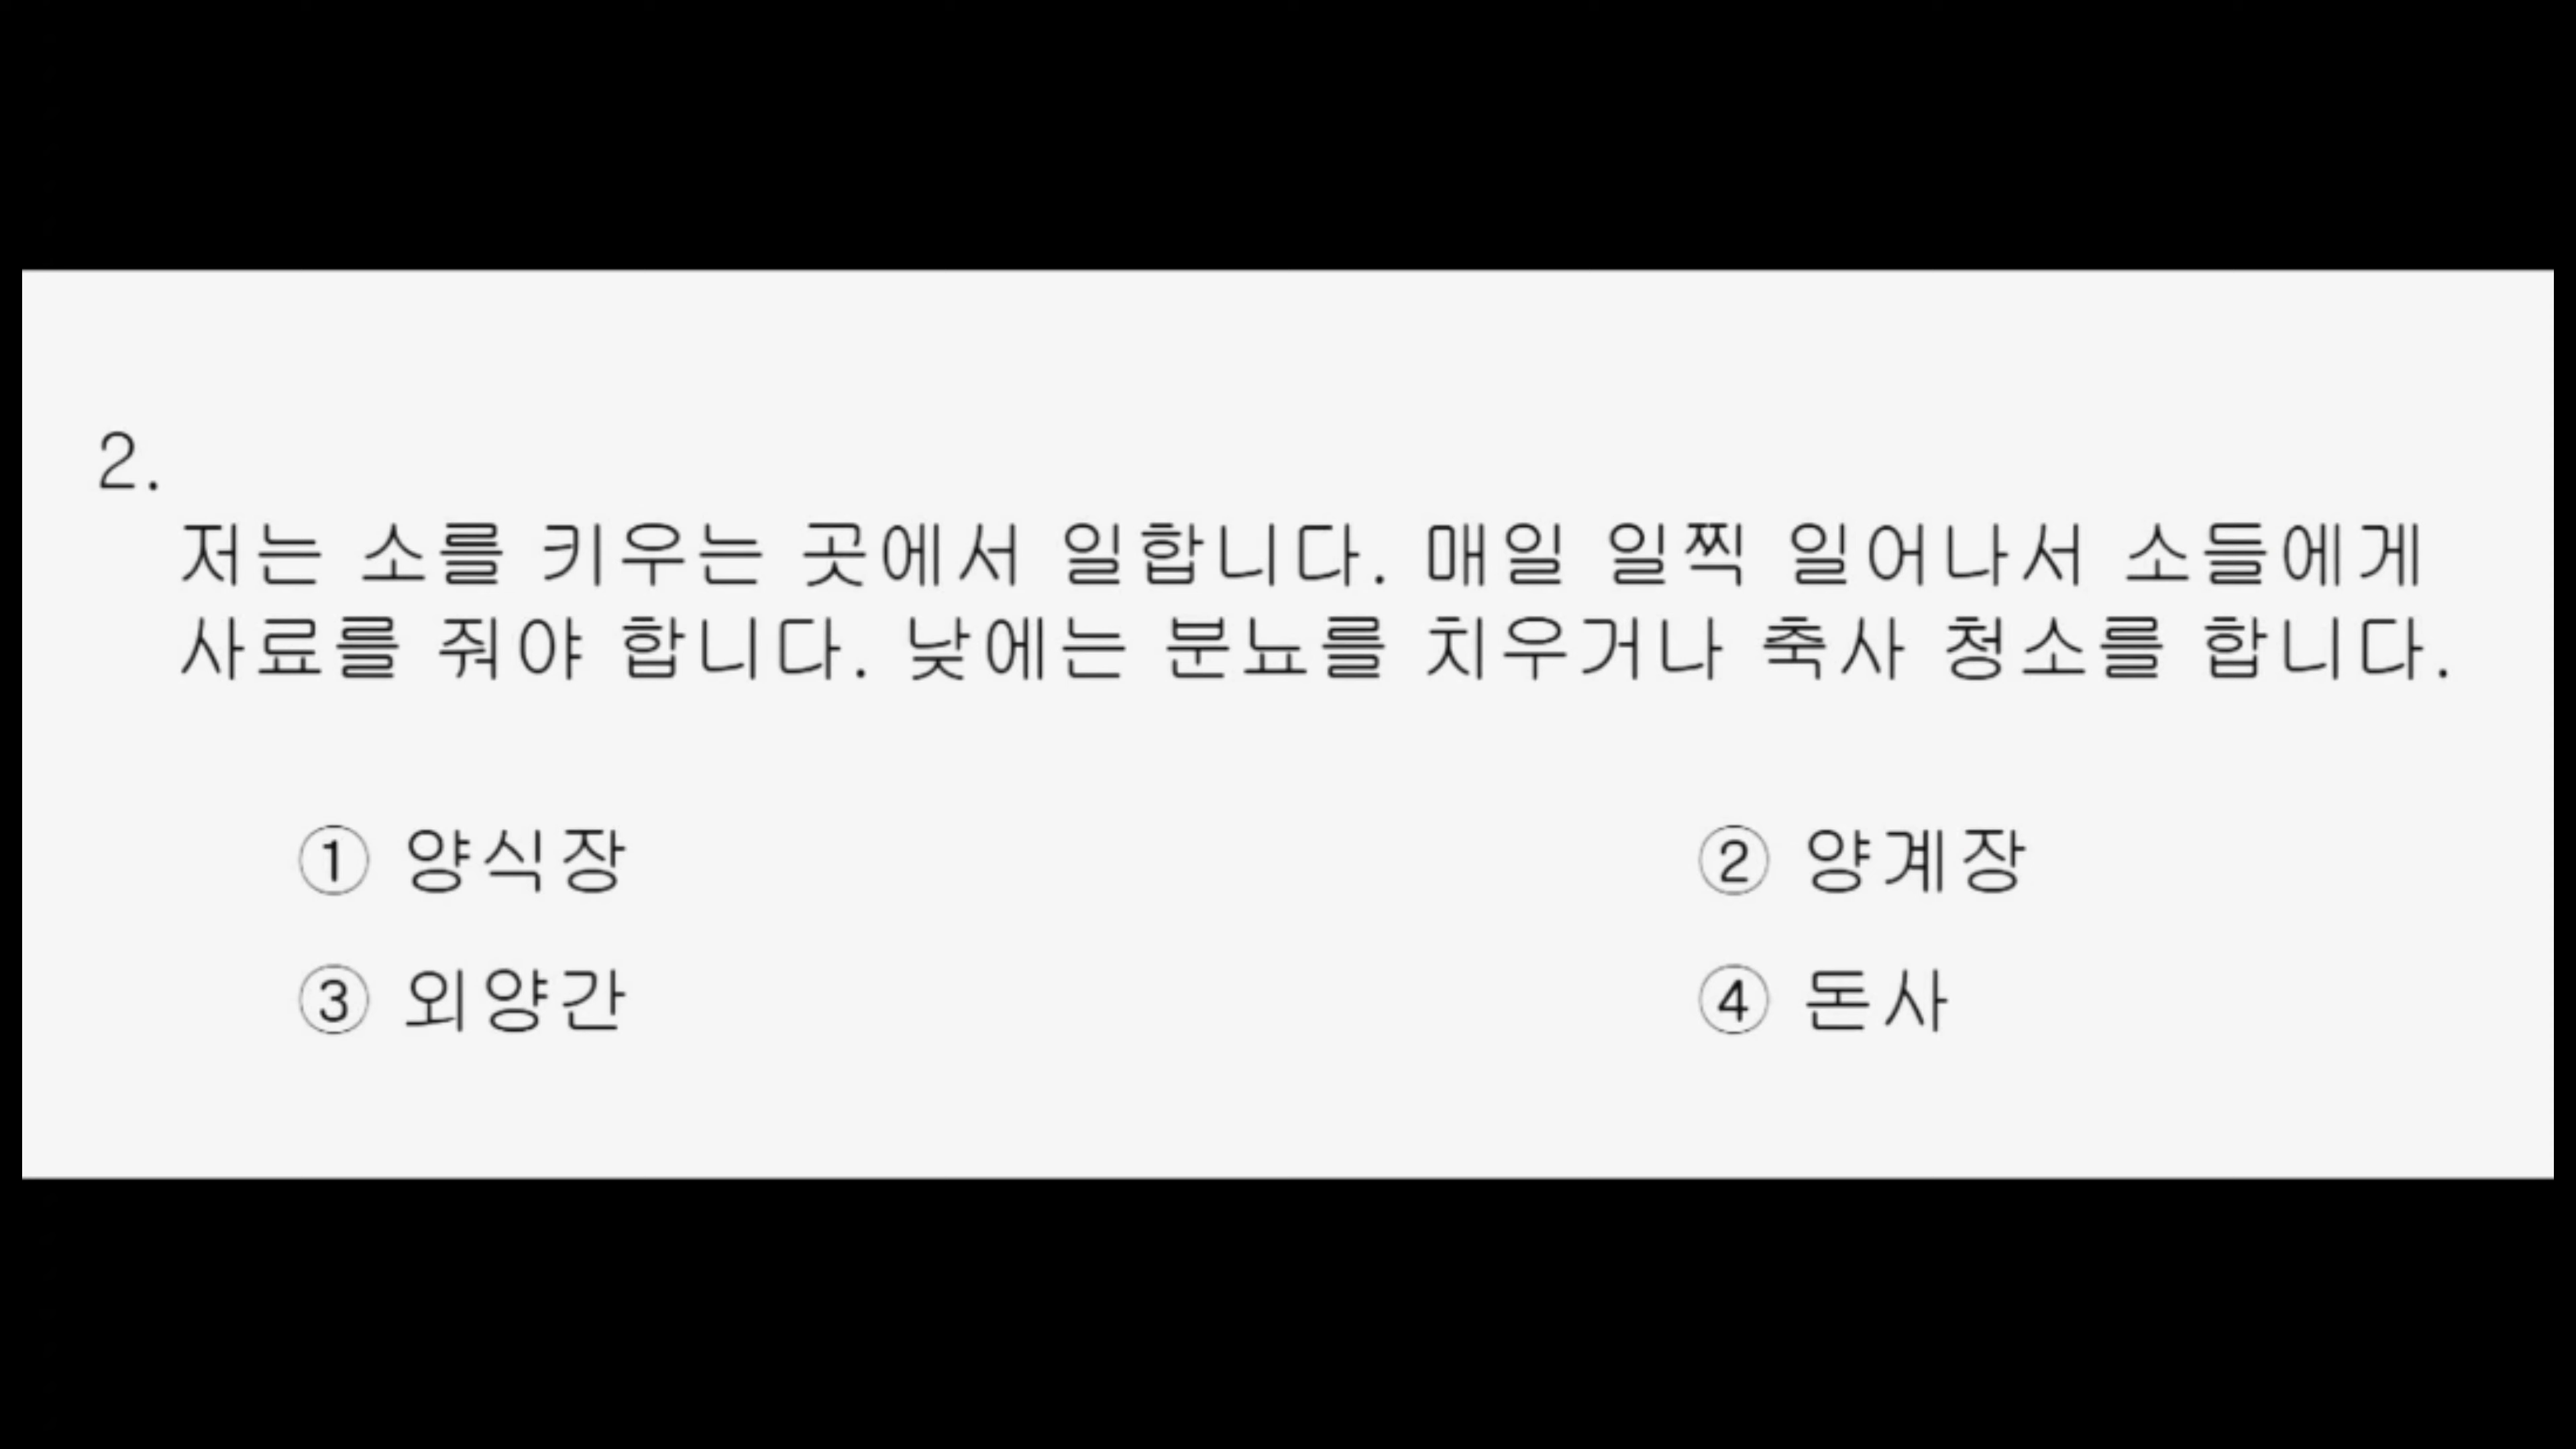 2.
저는 소를 키우는 곳에서 일합니다. 매일 일찍 일어나서 소들에게
사료를 줘야 합니다. 낮에는 분뇨를 치우거나 축사 청소를 합니다.
① 양식장 ② 양계장
③ 외양간 ④ 돈사